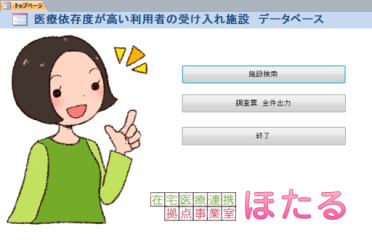 トップページ
医療依存度が高い利用者の受け入れ施設 データベース
施設検索
調査票 全件出力
終了
在宅医療連携
拠点事業室
ほたる